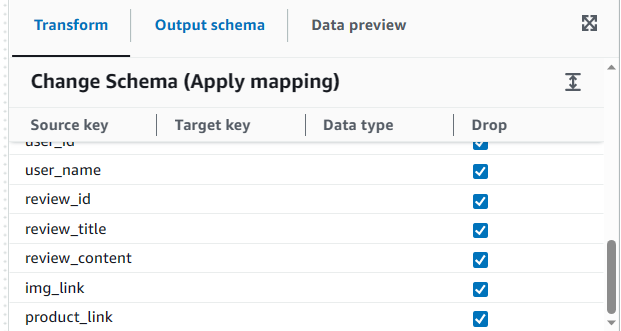 Transform Output schema Data preview
Change Schema (Apply mapping)
Source key Target key Data type Drop
user_id
user_name
review_id
review_title
review_content
img_link
product_link